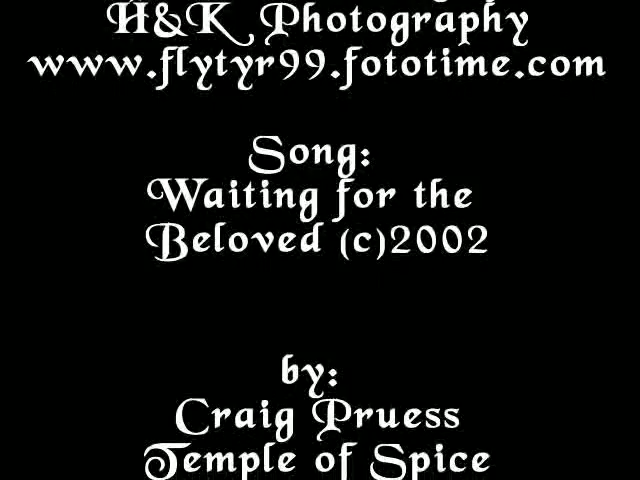 H&K Photography
www.flytyr99.fototime.com
Song:
Waiting for the
Beloved (c)2002
by:
Craig Pruess
Temple of Spice